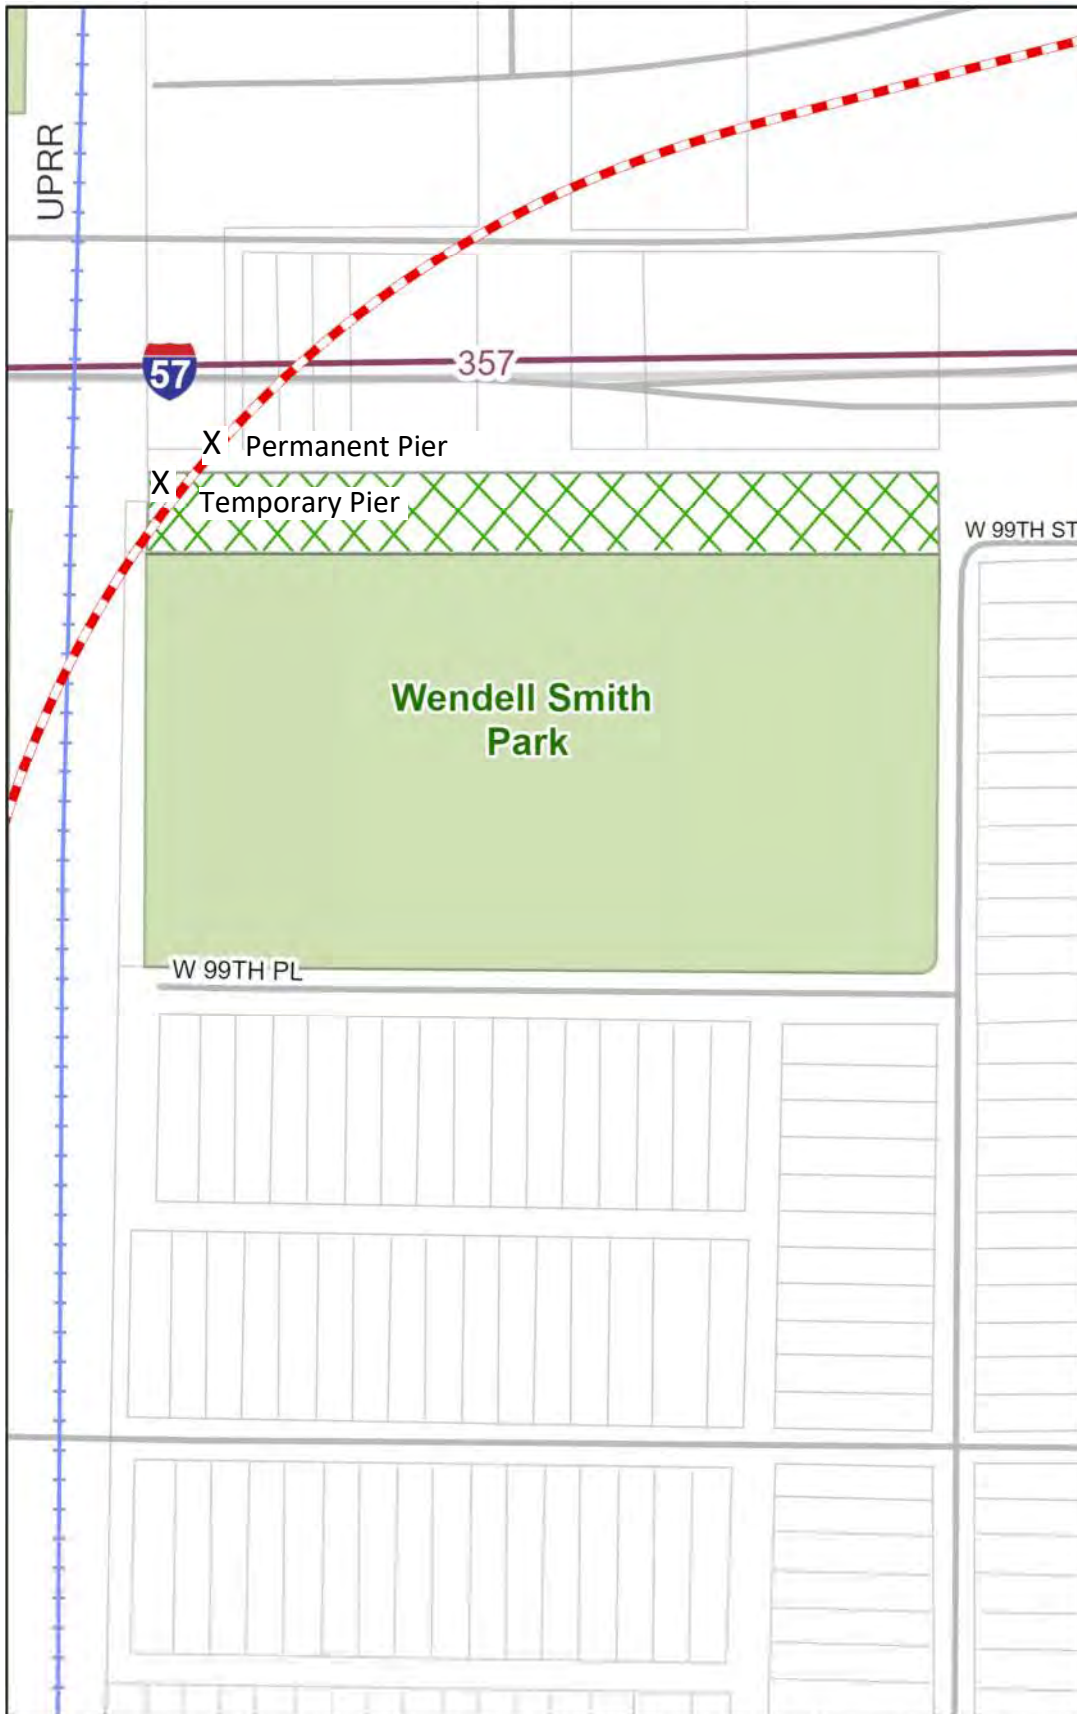 UPRR
57
357
X Permanent Pier
X Temporary Pier
W 99TH ST
Wendell Smith
Park
W 99TH PL